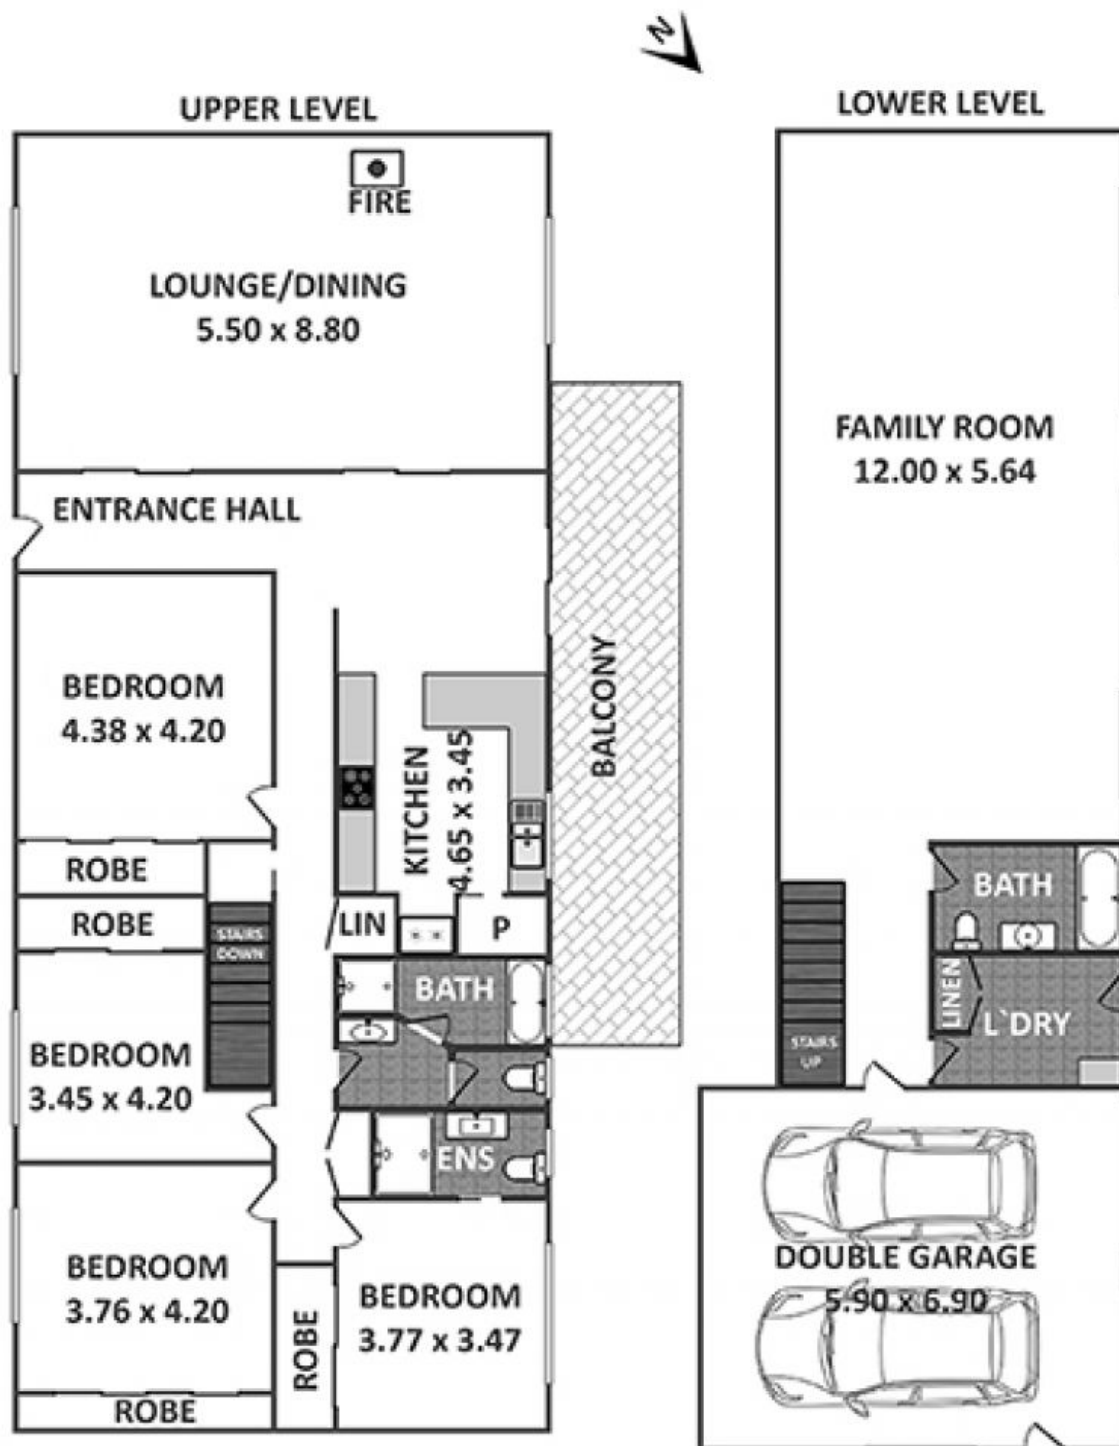 N
UPPER LEVEL
FIRE
LOUNGE/DINING
5.50 x 8.80
ENTRANCE HALL
BEDROOM
4.38 x 4.20
ROBE
ROBE
STAIRS
DOWN
BEDROOM
3.45 x 4.20
BEDROOM
3.76 x 4.20
ROBE
ROBE
KITCHEN
4.65 x 3.45
LIN
P
BATH
ENS
BEDROOM
3.77 x 3.47
BALCONY
LOWER LEVEL
FAMILY ROOM
12.00 x 5.64
BATH
LINEN
L`DRY
STAIRS
UP
DOUBLE GARAGE
5.90 x 6.90